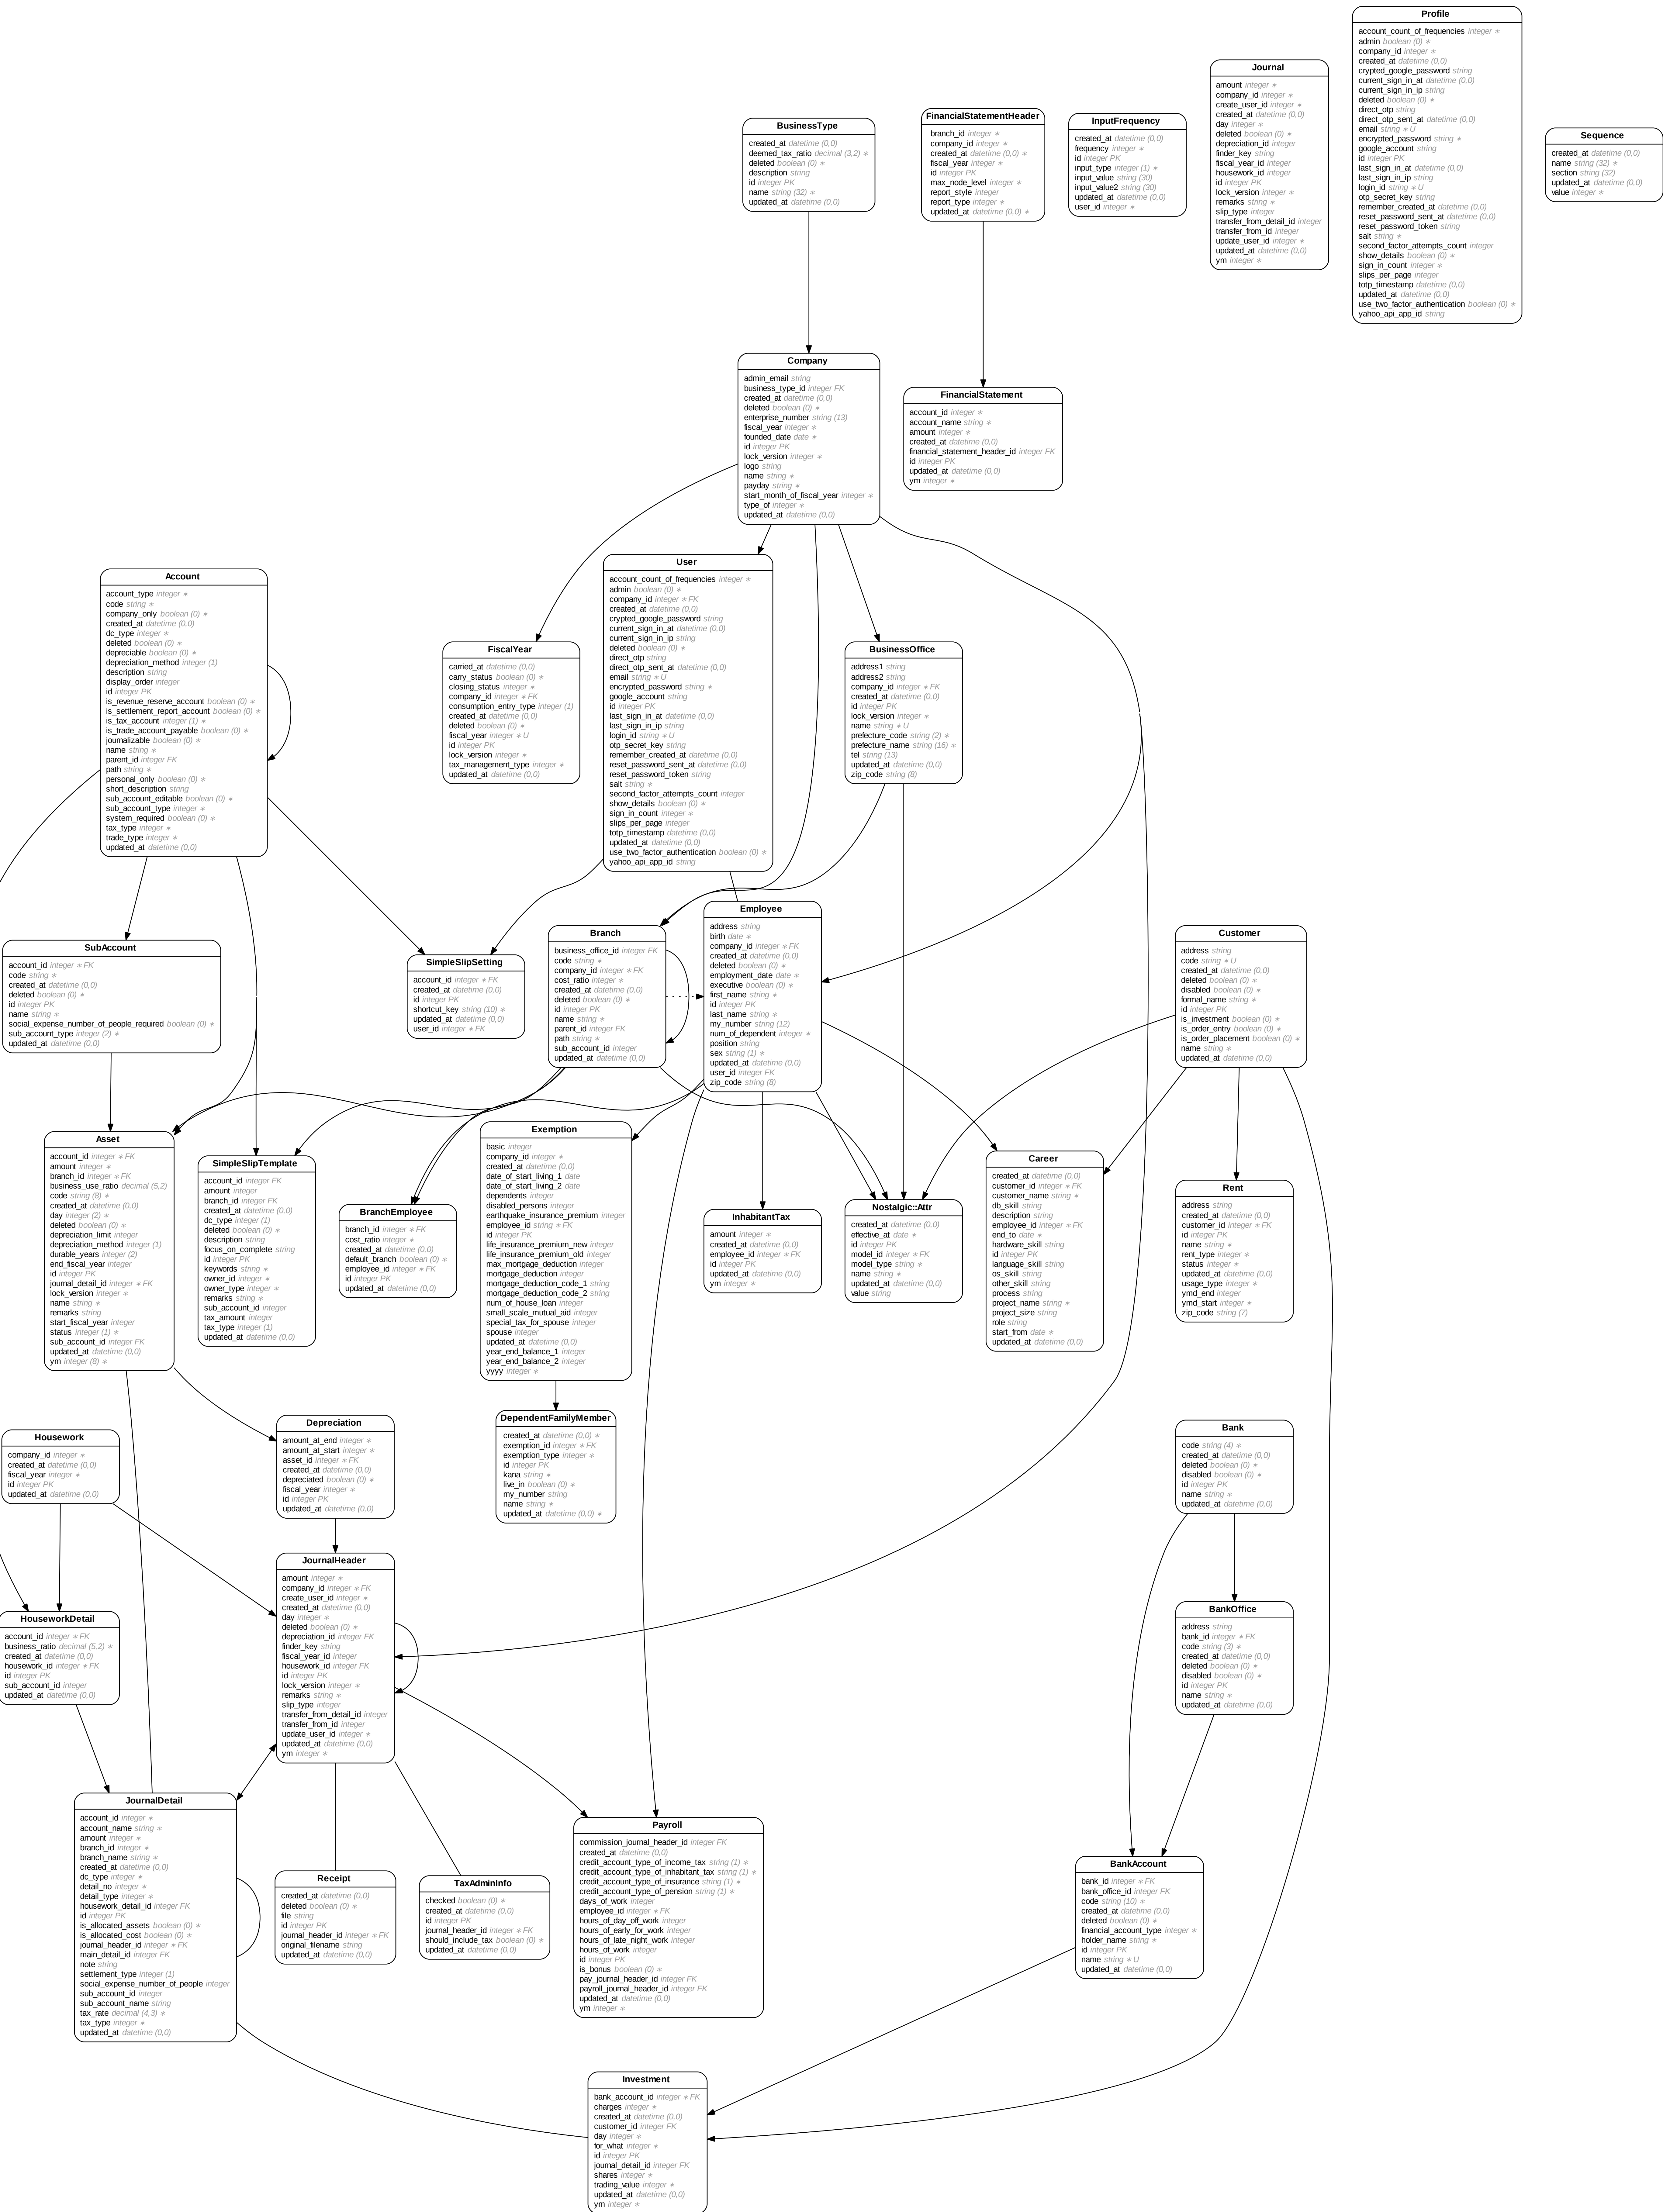 Profile
account_count_of_frequencies integer ∗
admin boolean (0) ∗
company_id integer ∗
created_at datetime (0,0)
crypted_google_password string
current_sign_in_at datetime (0,0)
current_sign_in_ip string
deleted boolean (0) ∗
direct_otp string
direct_otp_sent_at datetime (0,0)
email string ∗ U
encrypted_password string ∗
google_account string
id integer PK
last_sign_in_at datetime (0,0)
last_sign_in_ip string
login_id string ∗ U
otp_secret_key string
remember_created_at datetime (0,0)
reset_password_sent_at datetime (0,0)
reset_password_token string
salt string ∗
second_factor_attempts_count integer
show_details boolean (0) ∗
sign_in_count integer ∗
slips_per_page integer
totp_timestamp datetime (0,0)
updated_at datetime (0,0)
use_two_factor_authentication boolean (0) ∗
yahoo_api_app_id string
Journal
amount integer ∗
company_id integer ∗
create_user_id integer ∗
created_at datetime (0,0)
day integer ∗
deleted boolean (0) ∗
depreciation_id integer
finder_key string
fiscal_year_id integer
housework_id integer
id integer PK
lock_version integer ∗
remarks string ∗
slip_type integer
transfer_from_detail_id integer
transfer_from_id integer
update_user_id integer ∗
updated_at datetime (0,0)
ym integer ∗
BusinessType
created_at datetime (0,0)
deemed_tax_ratio decimal (3,2) ∗
deleted boolean (0) ∗
description string
id integer PK
name string (32) ∗
updated_at datetime (0,0)
FinancialStatementHeader
branch_id integer ∗
company_id integer ∗
created_at datetime (0,0) ∗
fiscal_year integer ∗
id integer PK
max_node_level integer ∗
report_style integer
report_type integer ∗
updated_at datetime (0,0) ∗
InputFrequency
created_at datetime (0,0)
frequency integer ∗
id integer PK
input_type integer (1) ∗
input_value string (30)
input_value2 string (30)
updated_at datetime (0,0)
user_id integer ∗
Sequence
created_at datetime (0,0)
name string (32) ∗
section string (32)
updated_at datetime (0,0)
value integer ∗
Company
admin_email string
business_type_id integer FK
created_at datetime (0,0)
deleted boolean (0) ∗
enterprise_number string (13)
fiscal_year integer ∗
founded_date date ∗
id integer PK
lock_version integer ∗
logo string
name string ∗
payday string ∗
start_month_of_fiscal_year integer ∗
type_of integer ∗
updated_at datetime (0,0)
FinancialStatement
account_id integer ∗
account_name string ∗
amount integer ∗
created_at datetime (0,0)
financial_statement_header_id integer FK
id integer PK
updated_at datetime (0,0)
ym integer ∗
Account
account_type integer ∗
code string ∗
company_only boolean (0) ∗
created_at datetime (0,0)
dc_type integer ∗
deleted boolean (0) ∗
depreciable boolean (0) ∗
depreciation_method integer (1)
description string
display_order integer
id integer PK
is_revenue_reserve_account boolean (0) ∗
is_settlement_report_account boolean (0) ∗
is_tax_account integer (1) ∗
is_trade_account_payable boolean (0) ∗
journalizable boolean (0) ∗
name string ∗
parent_id integer FK
path string ∗
personal_only boolean (0) ∗
short_description string
sub_account_editable boolean (0) ∗
sub_account_type integer ∗
system_required boolean (0) ∗
tax_type integer ∗
trade_type integer ∗
updated_at datetime (0,0)
User
account_count_of_frequencies integer ∗
admin boolean (0) ∗
company_id integer ∗ FK
created_at datetime (0,0)
crypted_google_password string
current_sign_in_at datetime (0,0)
current_sign_in_ip string
deleted boolean (0) ∗
direct_otp string
direct_otp_sent_at datetime (0,0)
email string ∗ U
encrypted_password string ∗
google_account string
id integer PK
last_sign_in_at datetime (0,0)
last_sign_in_ip string
login_id string ∗ U
otp_secret_key string
remember_created_at datetime (0,0)
reset_password_sent_at datetime (0,0)
reset_password_token string
salt string ∗
second_factor_attempts_count integer
show_details boolean (0) ∗
sign_in_count integer ∗
slips_per_page integer
totp_timestamp datetime (0,0)
updated_at datetime (0,0)
use_two_factor_authentication boolean (0) ∗
yahoo_api_app_id string
FiscalYear
carried_at datetime (0,0)
carry_status boolean (0) ∗
closing_status integer ∗
company_id integer ∗ FK
consumption_entry_type integer (1)
created_at datetime (0,0)
deleted boolean (0) ∗
fiscal_year integer ∗ U
id integer PK
lock_version integer ∗
tax_management_type integer ∗
updated_at datetime (0,0)
BusinessOffice
address1 string
address2 string
company_id integer ∗ FK
created_at datetime (0,0)
id integer PK
lock_version integer ∗
name string ∗ U
prefecture_code string (2) ∗
prefecture_name string (16) ∗
tel string (13)
updated_at datetime (0,0)
zip_code string (8)
SubAccount
account_id integer ∗ FK
code string ∗
created_at datetime (0,0)
deleted boolean (0) ∗
id integer PK
name string ∗
social_expense_number_of_people_required boolean (0) ∗
sub_account_type integer (2) ∗
updated_at datetime (0,0)
SimpleSlipSetting
account_id integer ∗ FK
created_at datetime (0,0)
id integer PK
shortcut_key string (10) ∗
updated_at datetime (0,0)
user_id integer ∗ FK
Branch
business_office_id integer FK
code string ∗
company_id integer ∗ FK
cost_ratio integer ∗
created_at datetime (0,0)
deleted boolean (0) ∗
id integer PK
name string ∗
parent_id integer FK
path string ∗
sub_account_id integer
updated_at datetime (0,0)
Employee
address string
birth date ∗
company_id integer ∗ FK
created_at datetime (0,0)
deleted boolean (0) ∗
employment_date date ∗
executive boolean (0) ∗
first_name string ∗
id integer PK
last_name string ∗
my_number string (12)
num_of_dependent integer ∗
position string
sex string (1) ∗
updated_at datetime (0,0)
user_id integer FK
zip_code string (8)
Customer
address string
code string ∗ U
created_at datetime (0,0)
deleted boolean (0) ∗
disabled boolean (0) ∗
formal_name string ∗
id integer PK
is_investment boolean (0) ∗
is_order_entry boolean (0) ∗
is_order_placement boolean (0) ∗
name string ∗
updated_at datetime (0,0)
Asset
account_id integer ∗ FK
amount integer ∗
branch_id integer ∗ FK
business_use_ratio decimal (5,2)
code string (8) ∗
created_at datetime (0,0)
day integer (2) ∗
deleted boolean (0) ∗
depreciation_limit integer
depreciation_method integer (1)
durable_years integer (2)
end_fiscal_year integer
id integer PK
journal_detail_id integer ∗ FK
lock_version integer ∗
name string ∗
remarks string
start_fiscal_year integer
status integer (1) ∗
sub_account_id integer FK
updated_at datetime (0,0)
ym integer (8) ∗
SimpleSlipTemplate
account_id integer FK
amount integer
branch_id integer FK
created_at datetime (0,0)
dc_type integer (1)
deleted boolean (0) ∗
description string
focus_on_complete string
id integer PK
keywords string ∗
owner_id integer ∗
owner_type integer ∗
remarks string ∗
sub_account_id integer
tax_amount integer
tax_type integer (1)
updated_at datetime (0,0)
BranchEmployee
branch_id integer ∗ FK
cost_ratio integer ∗
created_at datetime (0,0)
default_branch boolean (0) ∗
employee_id integer ∗ FK
id integer PK
updated_at datetime (0,0)
Exemption
basic integer
company_id integer ∗
created_at datetime (0,0)
date_of_start_living_1 date
date_of_start_living_2 date
dependents integer
disabled_persons integer
earthquake_insurance_premium integer
employee_id string ∗ FK
id integer PK
life_insurance_premium_new integer
life_insurance_premium_old integer
max_mortgage_deduction integer
mortgage_deduction integer
mortgage_deduction_code_1 string
mortgage_deduction_code_2 string
num_of_house_loan integer
small_scale_mutual_aid integer
special_tax_for_spouse integer
spouse integer
updated_at datetime (0,0)
year_end_balance_1 integer
year_end_balance_2 integer
yyyy integer ∗
InhabitantTax
amount integer ∗
created_at datetime (0,0)
employee_id integer ∗ FK
id integer PK
updated_at datetime (0,0)
ym integer ∗
Nostalgic::Attr
created_at datetime (0,0)
effective_at date ∗
id integer PK
model_id integer ∗ FK
model_type string ∗
name string ∗
updated_at datetime (0,0)
value string
Career
created_at datetime (0,0)
customer_id integer ∗ FK
customer_name string ∗
db_skill string
description string
employee_id integer ∗ FK
end_to date ∗
hardware_skill string
id integer PK
language_skill string
os_skill string
other_skill string
process string
project_name string ∗
project_size string
role string
start_from date ∗
updated_at datetime (0,0)
Rent
address string
created_at datetime (0,0)
customer_id integer ∗ FK
id integer PK
name string ∗
rent_type integer ∗
status integer ∗
updated_at datetime (0,0)
usage_type integer ∗
ymd_end integer
ymd_start integer ∗
zip_code string (7)
Housework
company_id integer ∗
created_at datetime (0,0)
fiscal_year integer ∗
id integer PK
updated_at datetime (0,0)
Depreciation
amount_at_end integer ∗
amount_at_start integer ∗
asset_id integer ∗ FK
created_at datetime (0,0)
depreciated boolean (0) ∗
fiscal_year integer ∗
id integer PK
updated_at datetime (0,0)
DependentFamilyMember
created_at datetime (0,0) ∗
exemption_id integer ∗ FK
exemption_type integer ∗
id integer PK
kana string ∗
live_in boolean (0) ∗
my_number string
name string ∗
updated_at datetime (0,0) ∗
Bank
code string (4) ∗
created_at datetime (0,0)
deleted boolean (0) ∗
disabled boolean (0) ∗
id integer PK
name string ∗
updated_at datetime (0,0)
HouseworkDetail
account_id integer ∗ FK
business_ratio decimal (5,2) ∗
created_at datetime (0,0)
housework_id integer ∗ FK
id integer PK
sub_account_id integer
updated_at datetime (0,0)
JournalHeader
amount integer ∗
company_id integer ∗ FK
create_user_id integer ∗
created_at datetime (0,0)
day integer ∗
deleted boolean (0) ∗
depreciation_id integer FK
finder_key string
fiscal_year_id integer
housework_id integer FK
id integer PK
lock_version integer ∗
remarks string ∗
slip_type integer
transfer_from_detail_id integer
transfer_from_id integer
update_user_id integer ∗
updated_at datetime (0,0)
ym integer ∗
BankOffice
address string
bank_id integer ∗ FK
code string (3) ∗
created_at datetime (0,0)
deleted boolean (0) ∗
disabled boolean (0) ∗
id integer PK
name string ∗
updated_at datetime (0,0)
JournalDetail
account_id integer ∗
account_name string ∗
amount integer ∗
branch_id integer ∗
branch_name string ∗
created_at datetime (0,0)
dc_type integer ∗
detail_no integer ∗
detail_type integer ∗
housework_detail_id integer FK
id integer PK
is_allocated_assets boolean (0) ∗
is_allocated_cost boolean (0) ∗
journal_header_id integer ∗ FK
main_detail_id integer FK
note string
settlement_type integer (1)
social_expense_number_of_people integer
sub_account_id integer
sub_account_name string
tax_rate decimal (4,3) ∗
tax_type integer ∗
updated_at datetime (0,0)
Receipt
created_at datetime (0,0)
deleted boolean (0) ∗
file string
id integer PK
journal_header_id integer ∗ FK
original_filename string
updated_at datetime (0,0)
TaxAdminInfo
checked boolean (0) ∗
created_at datetime (0,0)
id integer PK
journal_header_id integer ∗ FK
should_include_tax boolean (0) ∗
updated_at datetime (0,0)
Payroll
commission_journal_header_id integer FK
created_at datetime (0,0)
credit_account_type_of_income_tax string (1) ∗
credit_account_type_of_inhabitant_tax string (1) ∗
credit_account_type_of_insurance string (1) ∗
credit_account_type_of_pension string (1) ∗
days_of_work integer
employee_id integer ∗ FK
hours_of_day_off_work integer
hours_of_early_for_work integer
hours_of_late_night_work integer
hours_of_work integer
id integer PK
is_bonus boolean (0) ∗
pay_journal_header_id integer FK
payroll_journal_header_id integer FK
updated_at datetime (0,0)
ym integer ∗
BankAccount
bank_id integer ∗ FK
bank_office_id integer FK
code string (10) ∗
created_at datetime (0,0)
deleted boolean (0) ∗
financial_account_type integer ∗
holder_name string ∗
id integer PK
name string ∗ U
updated_at datetime (0,0)
Investment
bank_account_id integer ∗ FK
charges integer ∗
created_at datetime (0,0)
customer_id integer FK
day integer ∗
for_what integer ∗
id integer PK
journal_detail_id integer FK
shares integer ∗
trading_value integer ∗
updated_at datetime (0,0)
ym integer ∗